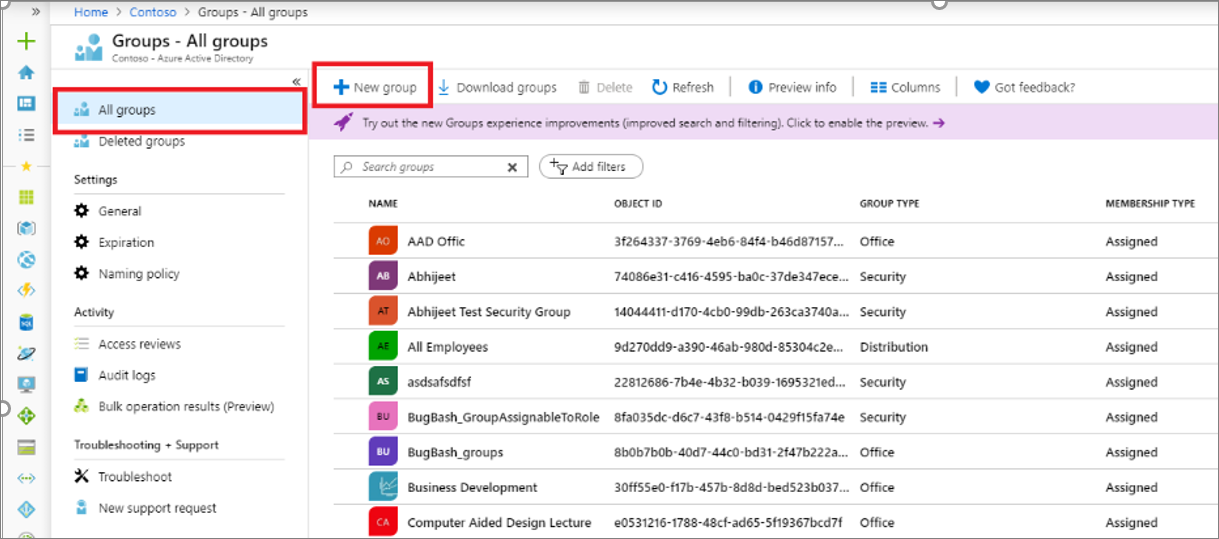 »
Home > Contoso > Groups - All groups
Groups - All groups
Contoso - Azure Active Directory
«
All groups
Deleted groups
Settings
General
Expiration
Naming policy
Activity
Access reviews
Audit logs
Bulk operation results (Preview)
Troubleshooting + Support
Troubleshoot
New support request
New group Download groups Delete Refresh Preview info Columns Got feedback?
Try out the new Groups experience improvements (improved search and filtering). Click to enable the preview. →
Search groups Add filters
NAME OBJECT ID GROUP TYPE MEMBERSHIP TYPE
AO AAD Offic 3f264337-3769-4eb6-84f4-b46d87157... Office Assigned
AB Abhijeet 74086e31-c416-4595-ba0c-37de347ece... Security Assigned
AT Abhijeet Test Security Group 14044411-d170-4cb0-99db-263ca3740a... Security Assigned
AE All Employees 9d270dd9-a390-46ab-980d-85304c2e... Distribution Assigned
AS asdsafsdfsf 22812686-7b4e-4b32-b039-1695321ed... Security Assigned
BU BugBash_GroupAssignableToRole 8fa035dc-d6c7-43f8-b514-0429f15fa74e Security Assigned
BU BugBash_groups 8b0b7b0b-40d7-44c0-bd31-2f47b222a... Office Assigned
Business Development 30ff55e0-f17b-457b-8d8d-bed523b037... Office Assigned
CA Computer Aided Design Lecture e0531216-1788-48cf-ad65-5f19367bcd7f Office Assigned